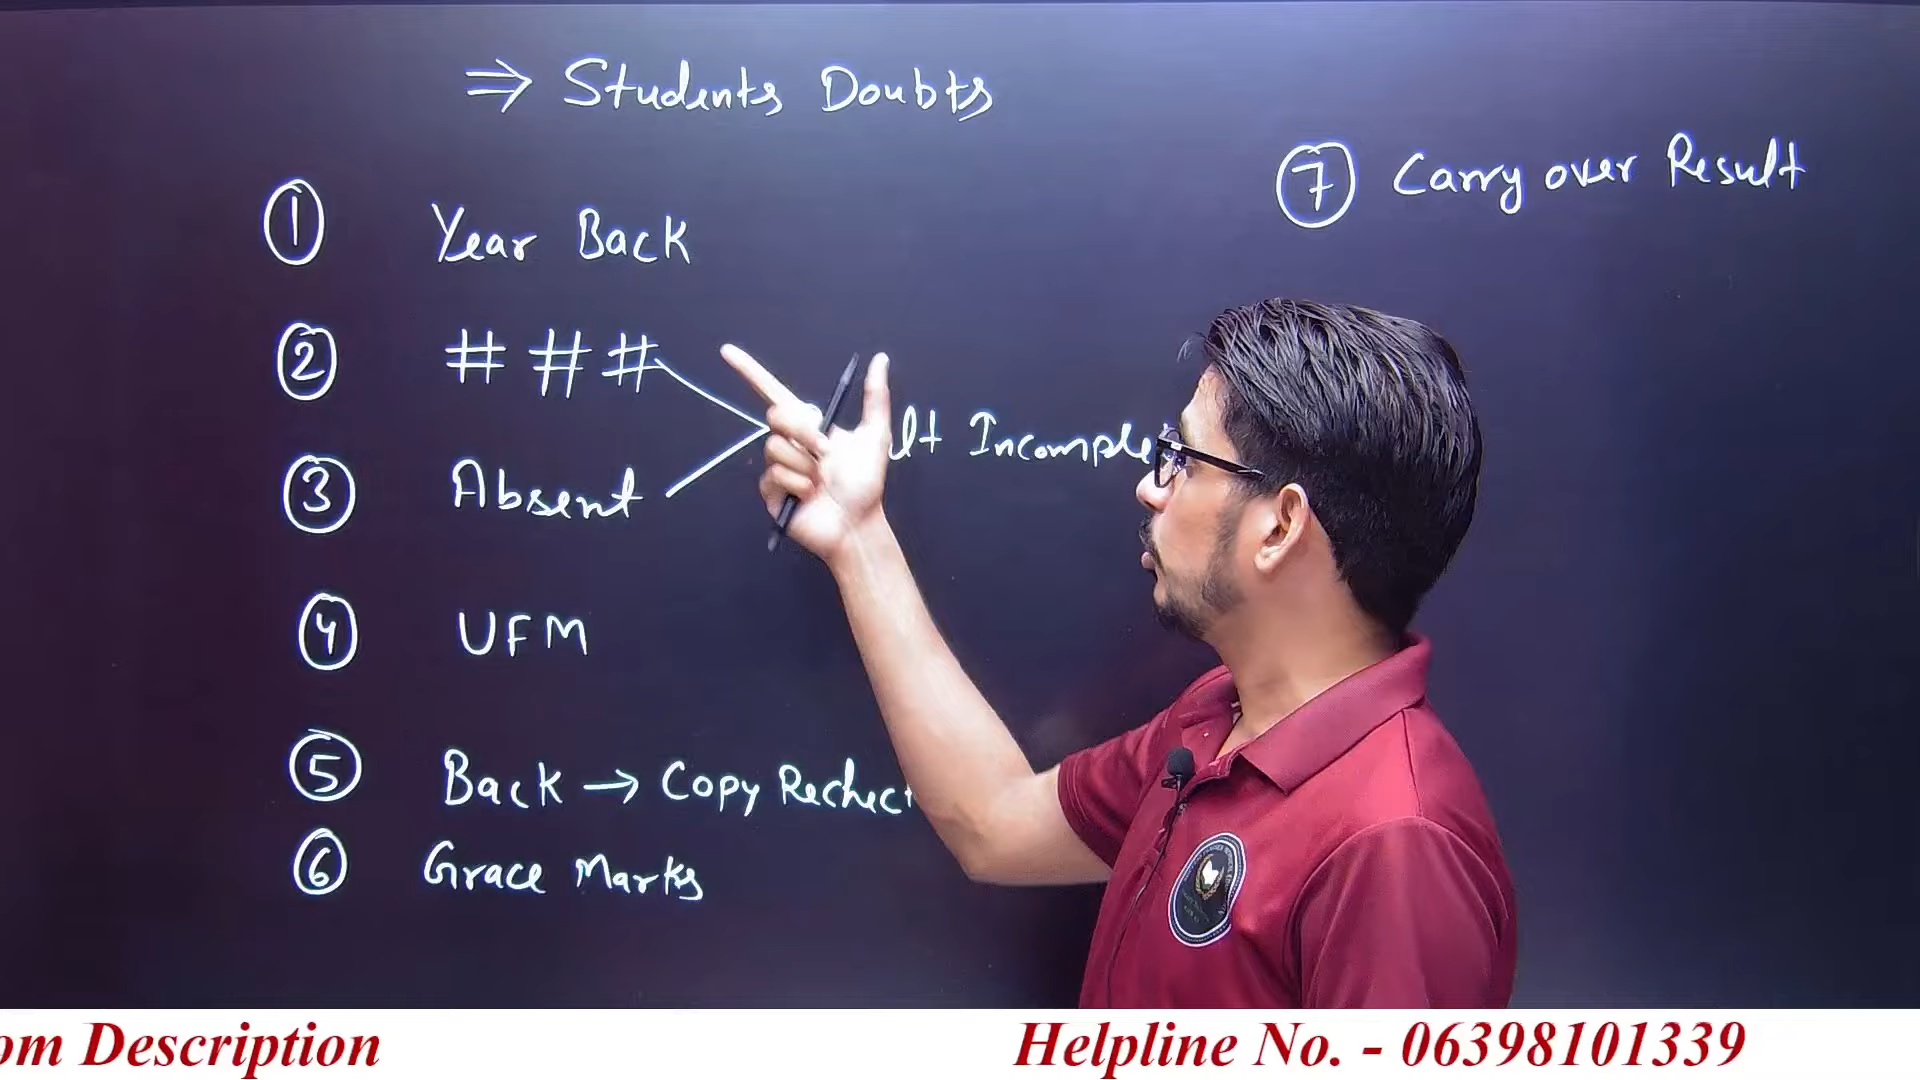 ⇒ Students Doubts
① Year Back
② # # #
③ Absent
Incomple
④ UFM
⑤ Back → Copy Rechec
⑥ Grace Marks
⑦ Carry over Result
om Description
Helpline No. - 06398101339